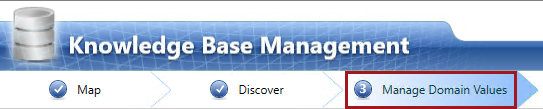 Knowledge Base Management
Map
Discover
3 Manage Domain Values